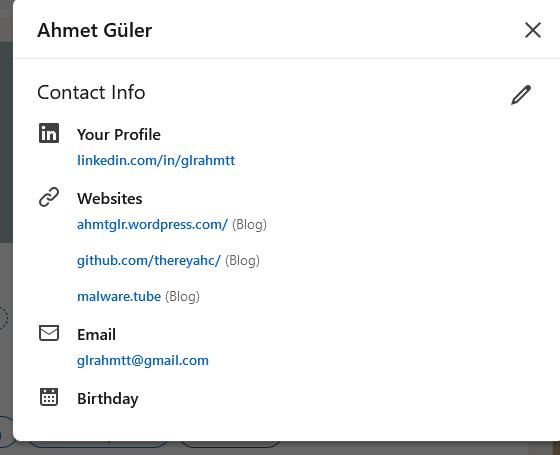 Ahmet Güler
Contact Info
Your Profile
linkedin.com/in/glrahmtt
Websites
ahmtglr.wordpress.com/ (Blog)
github.com/thereyahc/ (Blog)
malware.tube (Blog)
Email
glrahmtt@gmail.com
Birthday